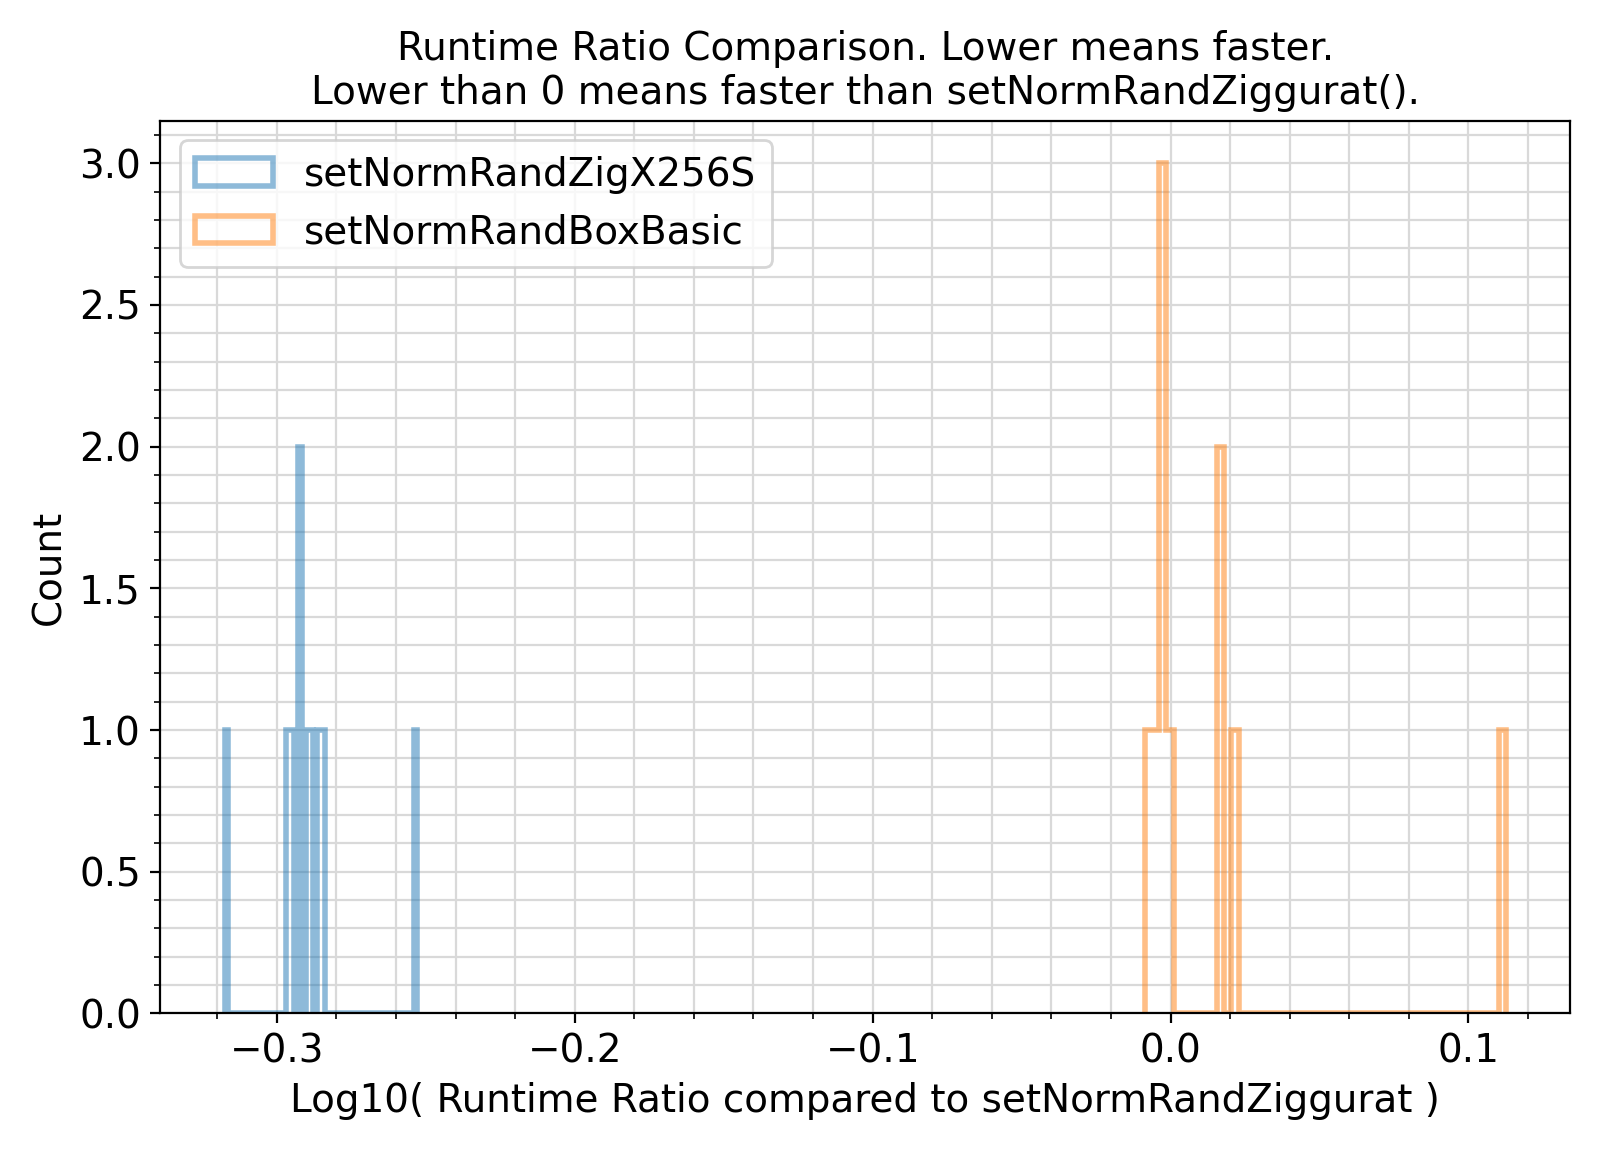 Runtime Ratio Comparison. Lower means faster.
Lower than 0 means faster than setNormRandZiggurat().
setNormRandZigX256S
setNormRandBoxBasic
3.0
2.5
2.0
1.5
1.0
0.5
0.0
Count
−0.3
−0.2
−0.1
0.0
0.1
Log10( Runtime Ratio compared to setNormRandZiggurat )